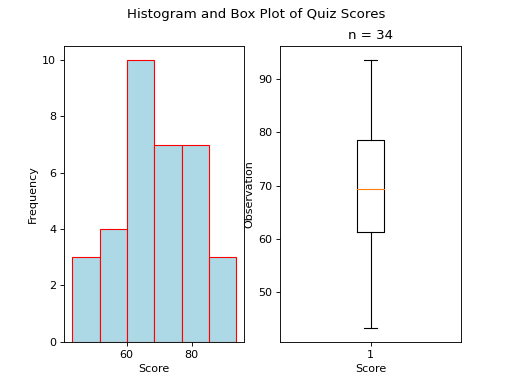 Histogram and Box Plot of Quiz Scores
n = 34
10
8
6
4
2
0
Frequency
60 80
Score
90
80
70
60
50
Observation
1
Score